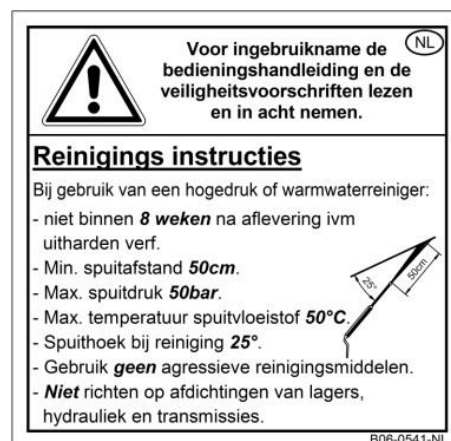 Voor ingebruikname de
NL
bedieningshandleiding en de
veiligheitsvoorschriften lezen
en in acht nemen.
Reinigings instructies
Bij gebruik van een hogedruk of warmwaterreiniger:
- niet binnen 8 weken na aflevering ivm
uitharden verf.
- Min. spuitafstand 50cm.
- Max. spuitdruk 50bar.
- Max. temperatuur spuitvloeistof 50°C.
- Spuithoek bij reiniging 25°.
25°
50cm
- Gebruik geen agressieve reinigingsmiddelen.
- Niet richten op afdichtingen van lagers,
hydrauliek en transmissies.
B06-0541-NL